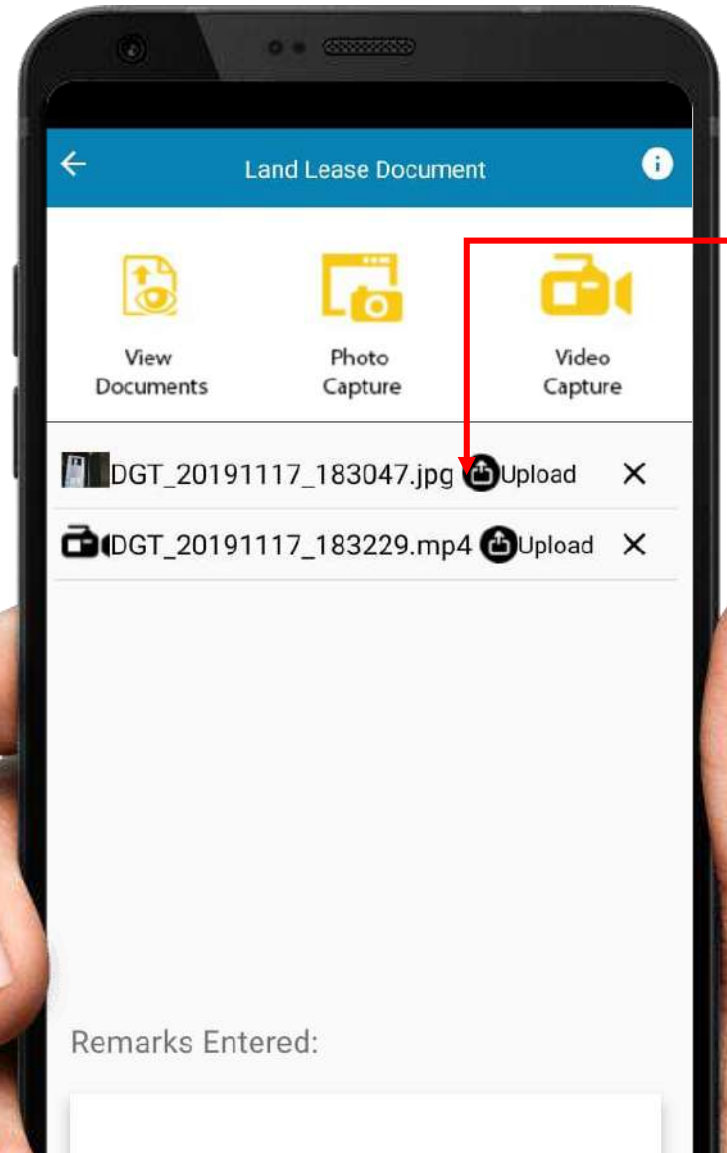 Land Lease Document
View
Documents
Photo
Capture
Video
Capture
DGT_20191117_183047.jpg Upload
DGT_20191117_183229.mp4 Upload
Remarks Entered: